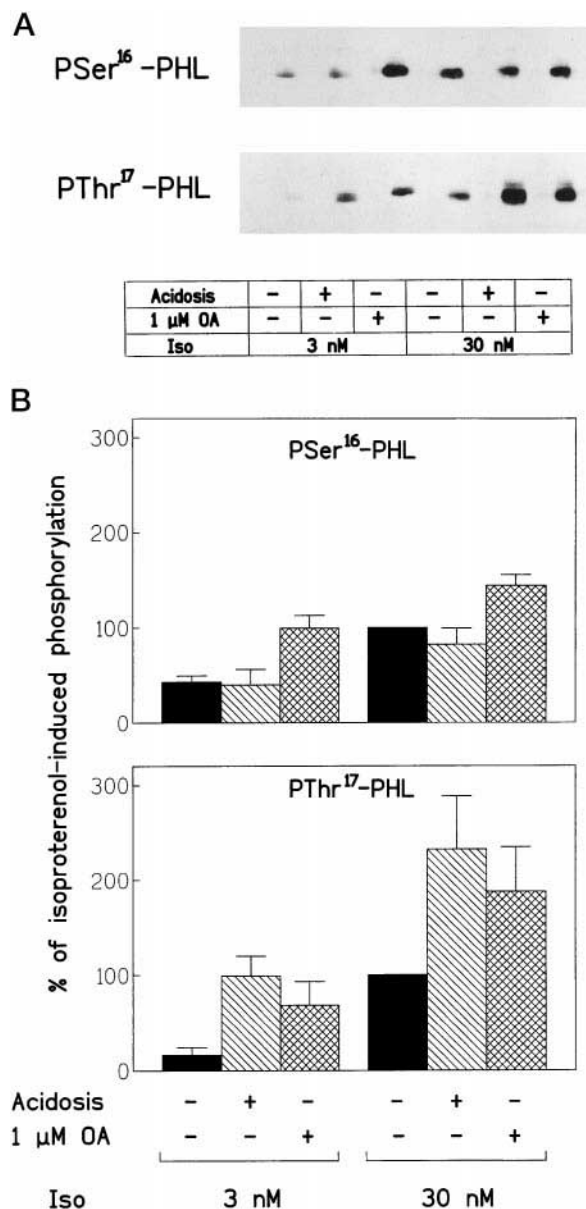 A
PSer¹⁶-PHL
PThr¹⁷-PHL
Acidosis - + - - + -
1 μM OA - - + - - +
Iso 3 nM 30 nM
B
% of isoproterenol-induced phosphorylation
300
200
100
0
PSer¹⁶-PHL
300
200
100
0
PThr¹⁷-PHL
Acidosis - + - - + -
1 μM OA - - + - - +
Iso 3 nM 30 nM